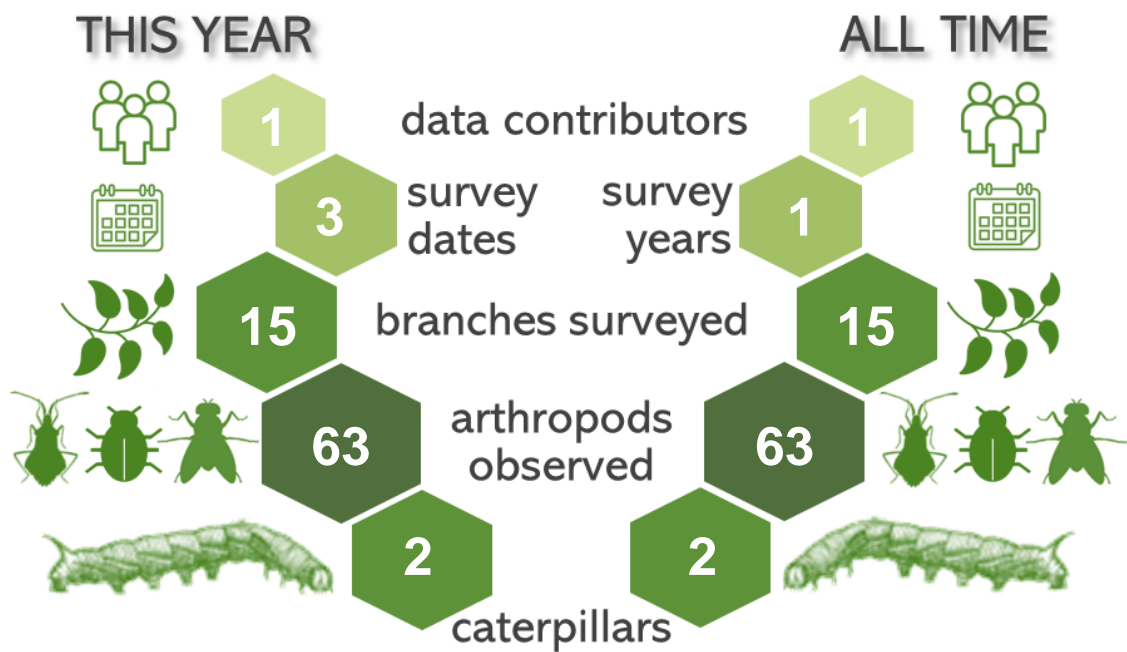 THIS YEAR
ALL TIME
1 data contributors 1
3 survey dates survey years 1
15 branches surveyed 15
63 arthropods observed 63
2 caterpillars 2